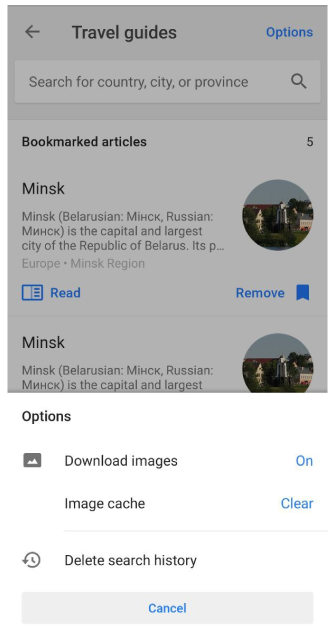 Travel guides Options
Search for country, city, or province
Bookmarked articles 5
Minsk
Minsk (Belarusian: Мінск, Russian:
Минск) is the capital and largest
city of the Republic of Belarus. Its p...
Europe • Minsk Region
Read Remove
Minsk
Minsk (Belarusian: Мінск, Russian:
Минск) is the capital and largest
Options
Download images On
Image cache Clear
Delete search history
Cancel